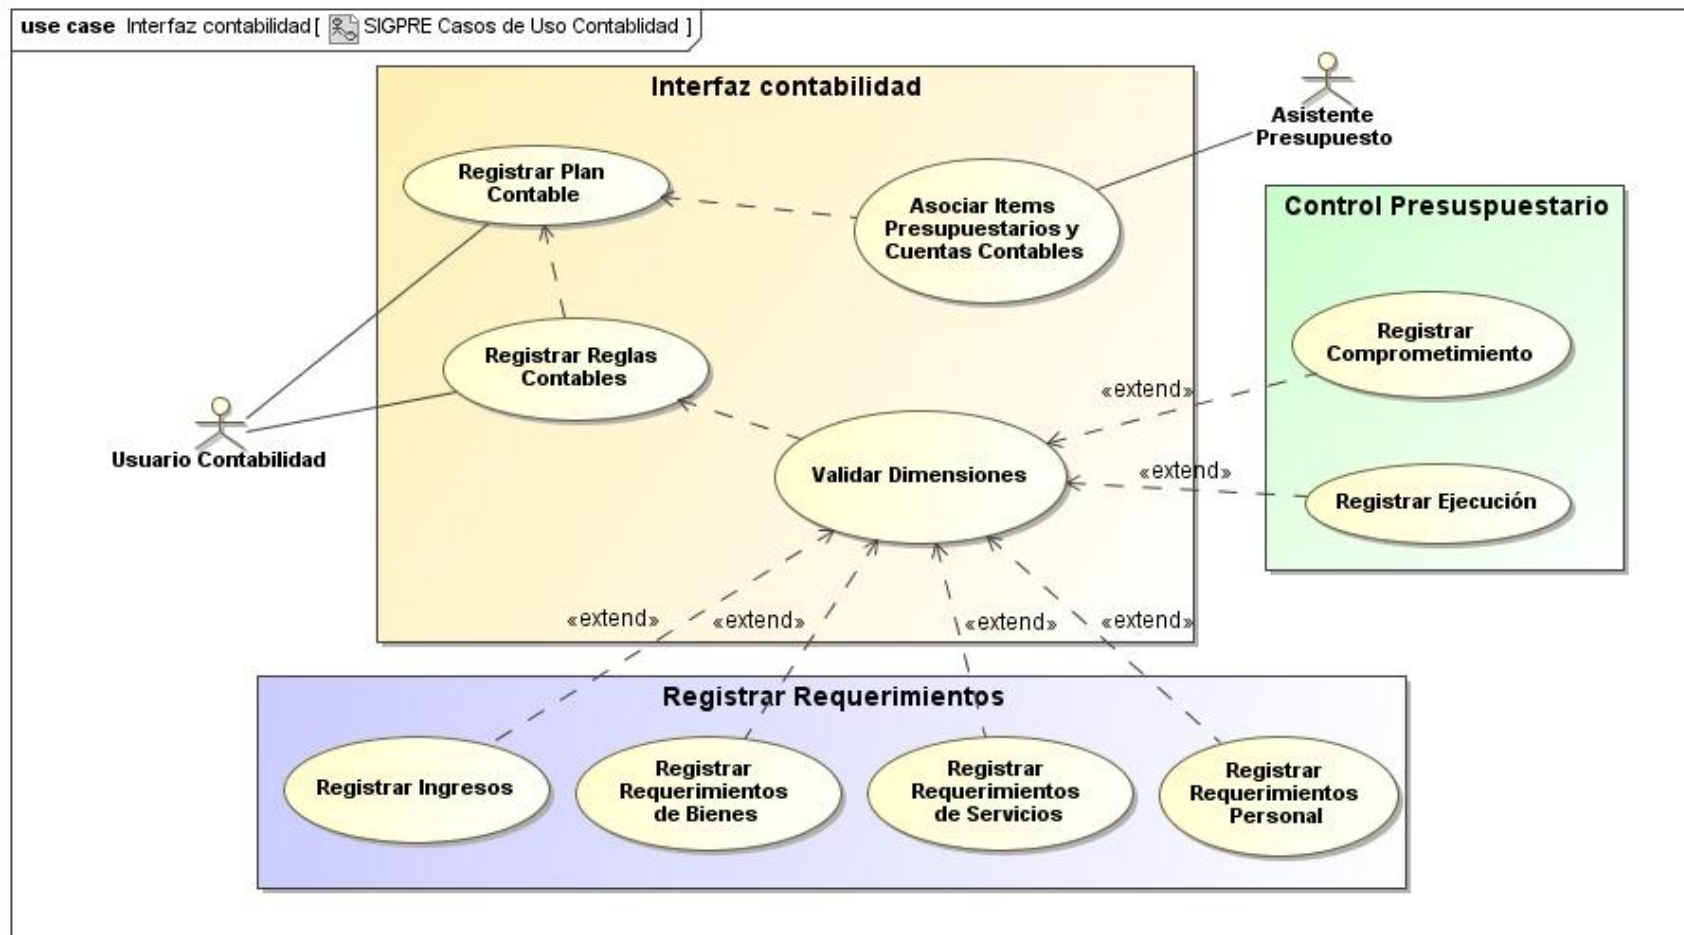 use case Interfaz contabilidad [ SIGPRE Casos de Uso Contablidad ]
Interfaz contabilidad
Asistente
Presupuesto
Registrar Plan
Contable
Asociar Items
Presupuestarios y
Cuentas Contables
Control Presuspuestario
Registrar
Comprometimiento
Registrar Reglas
Contables
«extend»
Usuario Contabilidad
Validar Dimensiones
«extend»
Registrar Ejecución
«extend»
«extend»
«extend»
«extend»
Registrar Requerimientos
Registrar Ingresos
Registrar
Requerimientos
de Bienes
Registrar
Requerimientos
de Servicios
Registrar
Requerimientos
Personal